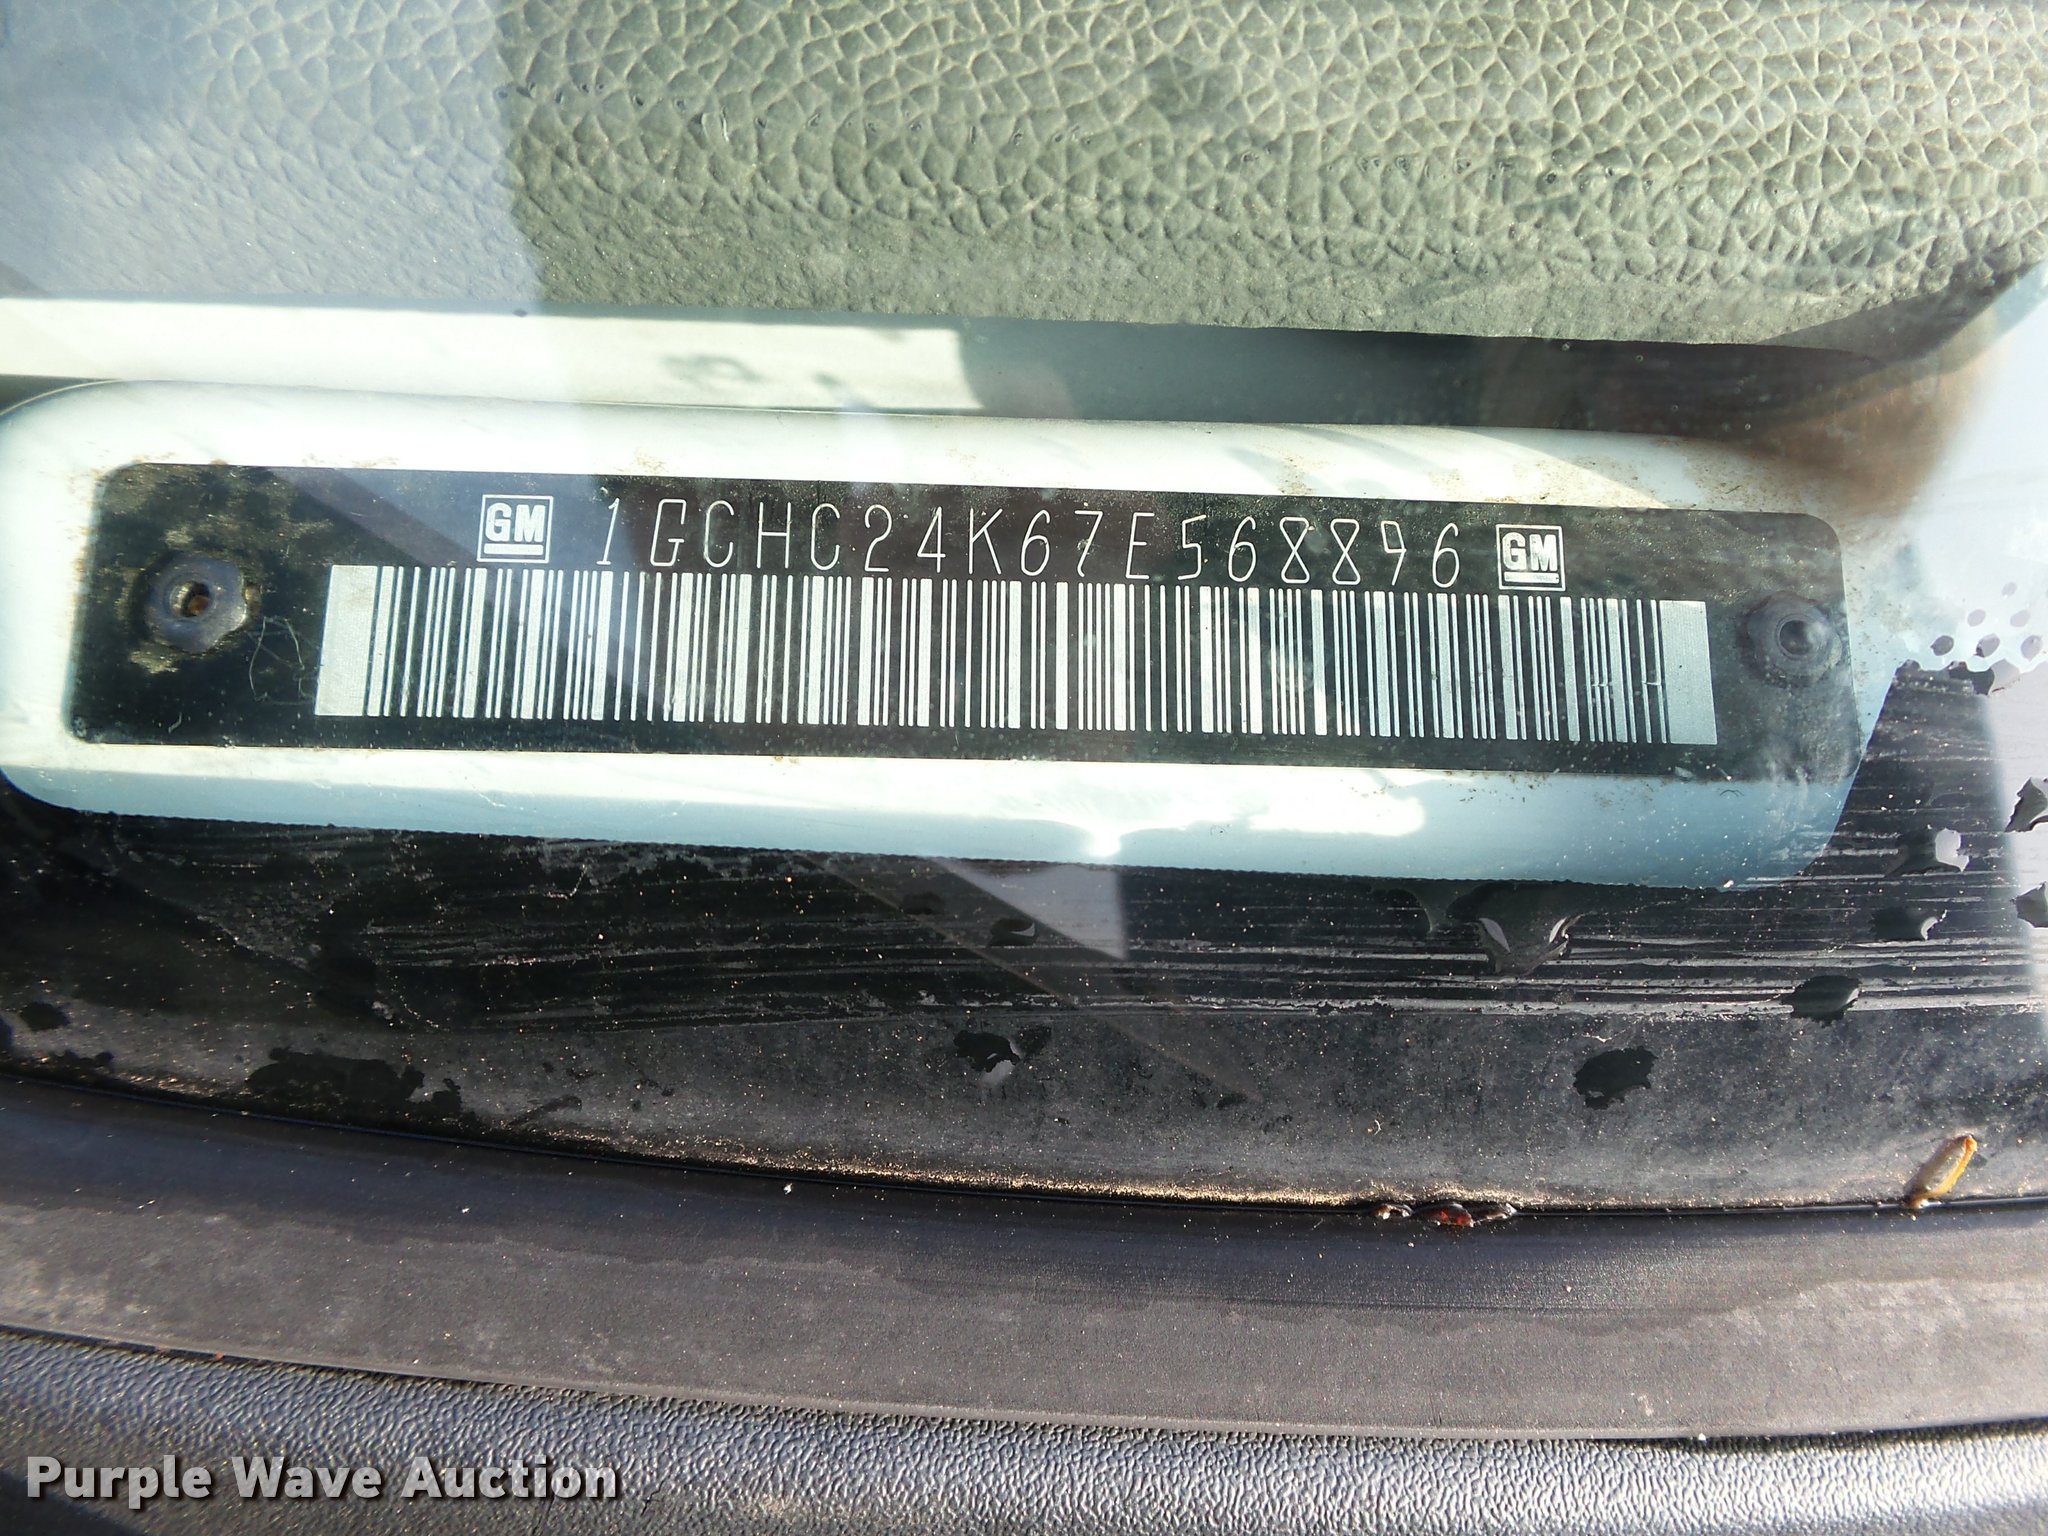 GM 1GCHC24K67E568896 GM
Purple Wave Auction